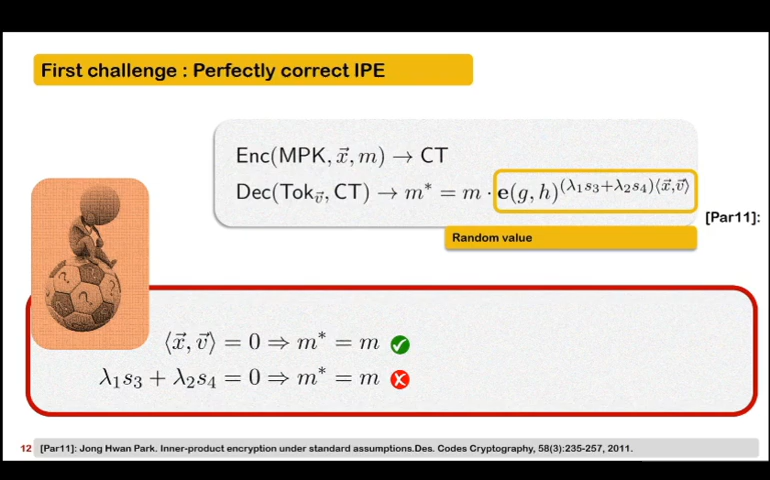 First challenge : Perfectly correct IPE
Enc(MPK, x⃗, m) → CT
Dec(Tok_v⃗, CT) → m* = m · e(g, h)^(λ₁s₃+λ₂s₄)⟨x⃗,v⃗⟩
[Par11]:
Random value
⟨x⃗, v⃗⟩ = 0 ⇒ m* = m
λ₁s₃ + λ₂s₄ = 0 ⇒ m* = m
12 [Par11]: Jong Hwan Park. Inner-product encryption under standard assumptions.Des. Codes Cryptography, 58(3):235-257, 2011.